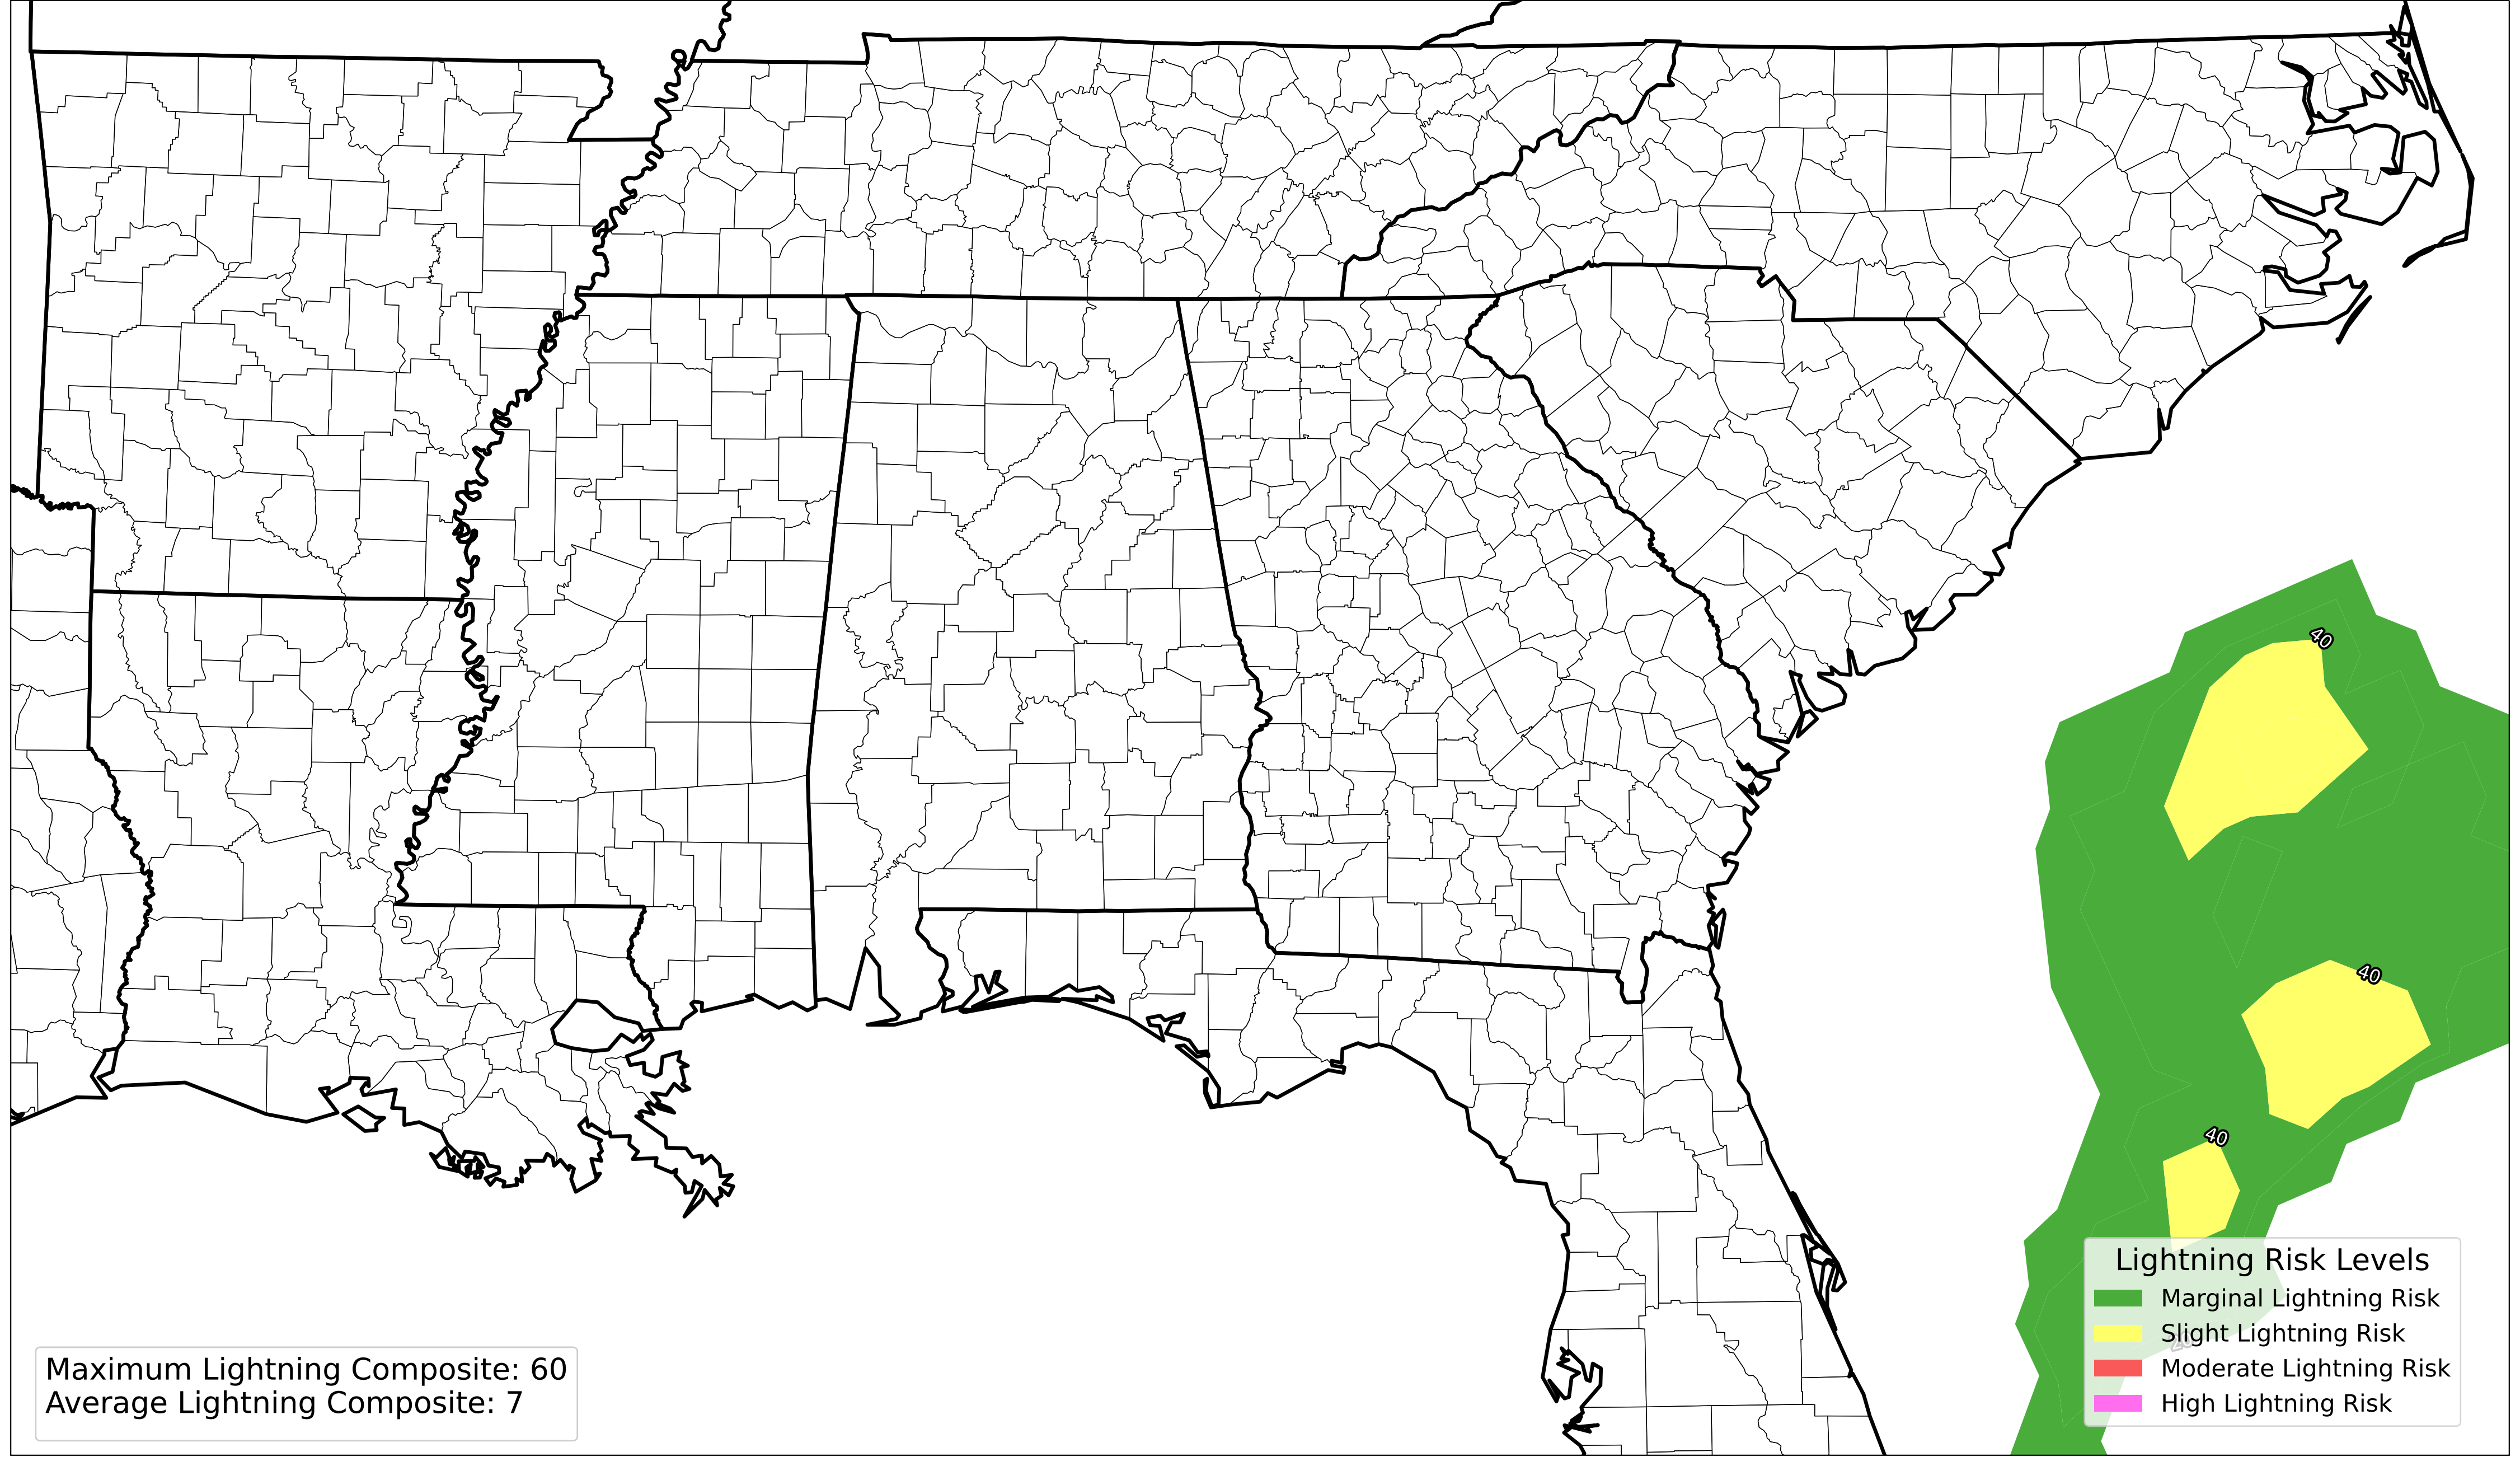 40
40
40
Lightning Risk Levels
Marginal Lightning Risk
Slight Lightning Risk
Moderate Lightning Risk
High Lightning Risk
Maximum Lightning Composite: 60
Average Lightning Composite: 7